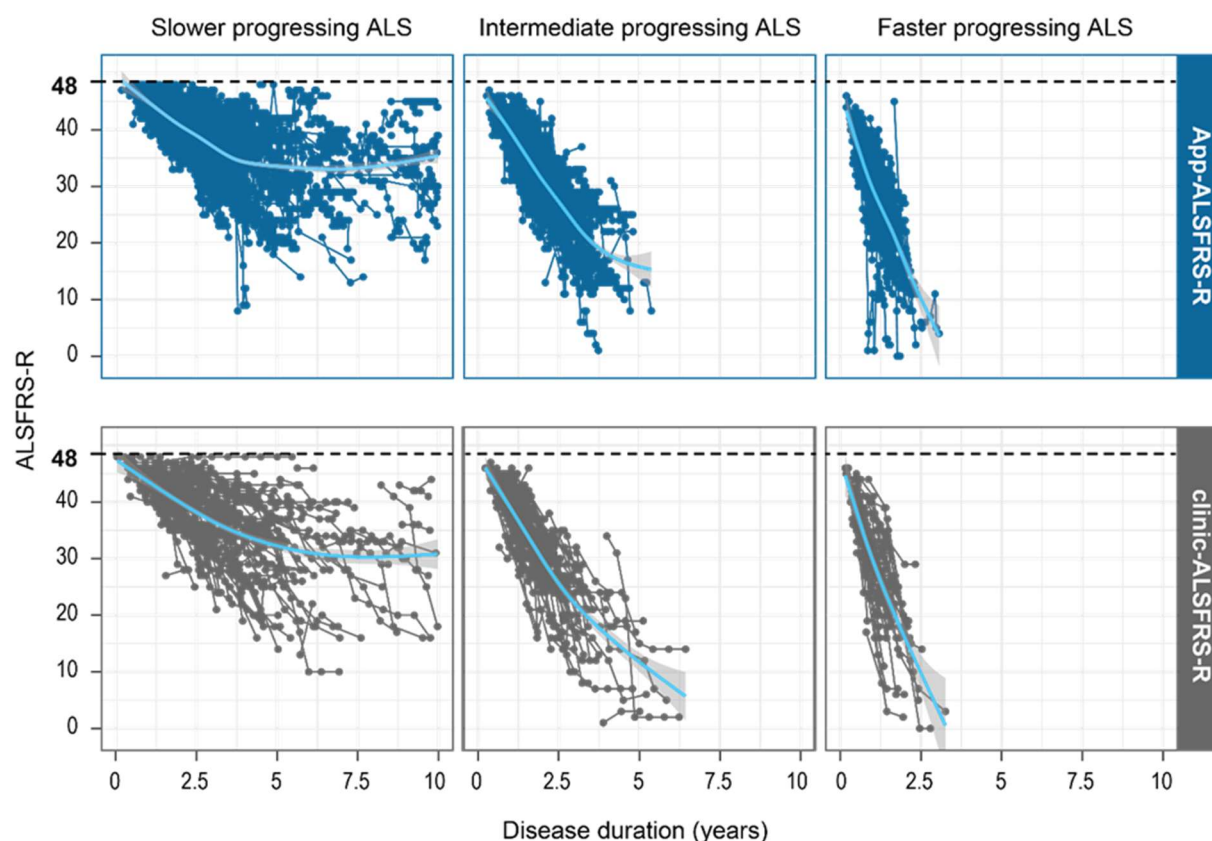 Slower progressing ALS
Intermediate progressing ALS
Faster progressing ALS
48
40
30
20
10
0
App-ALSFRS-R
ALSFRS-R
48
40
30
20
10
0
clinic-ALSFRS-R
0 2.5 5 7.5 10
0 2.5 5 7.5 10
0 2.5 5 7.5 10
Disease duration (years)